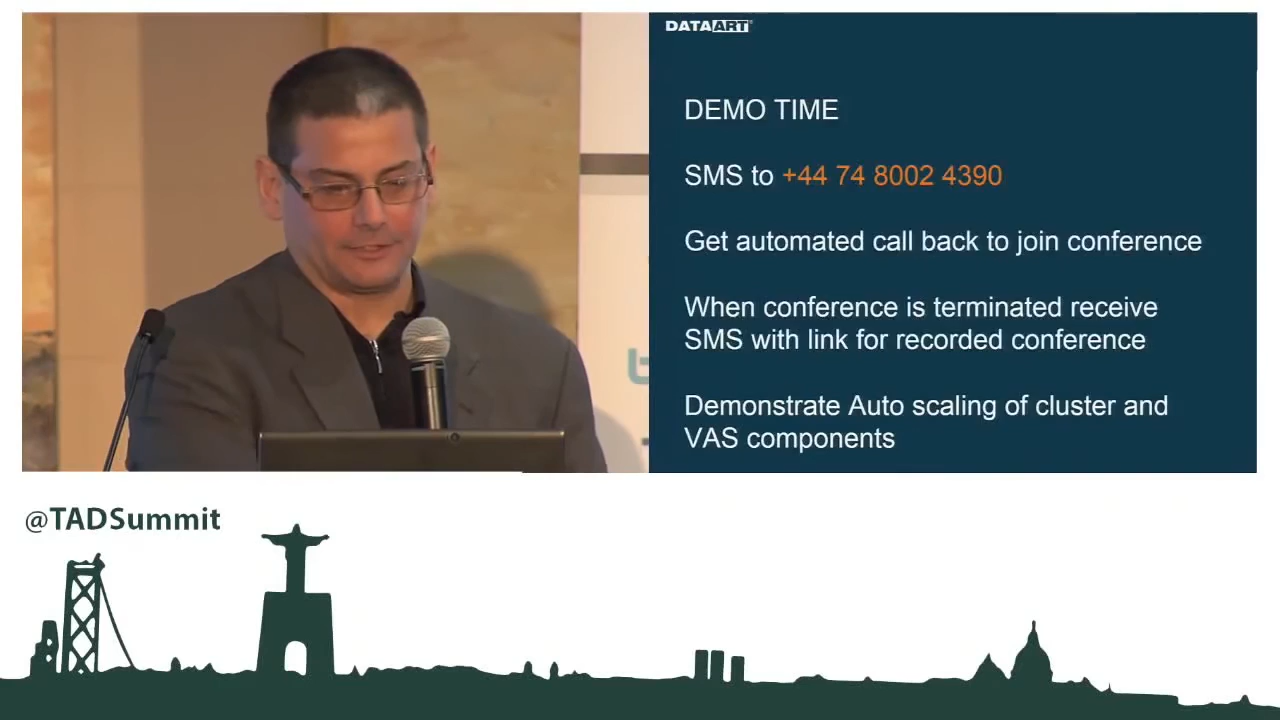 DATAART
DEMO TIME
SMS to +44 74 8002 4390
Get automated call back to join conference
When conference is terminated receive
SMS with link for recorded conference
Demonstrate Auto scaling of cluster and
VAS components
@TADSummit